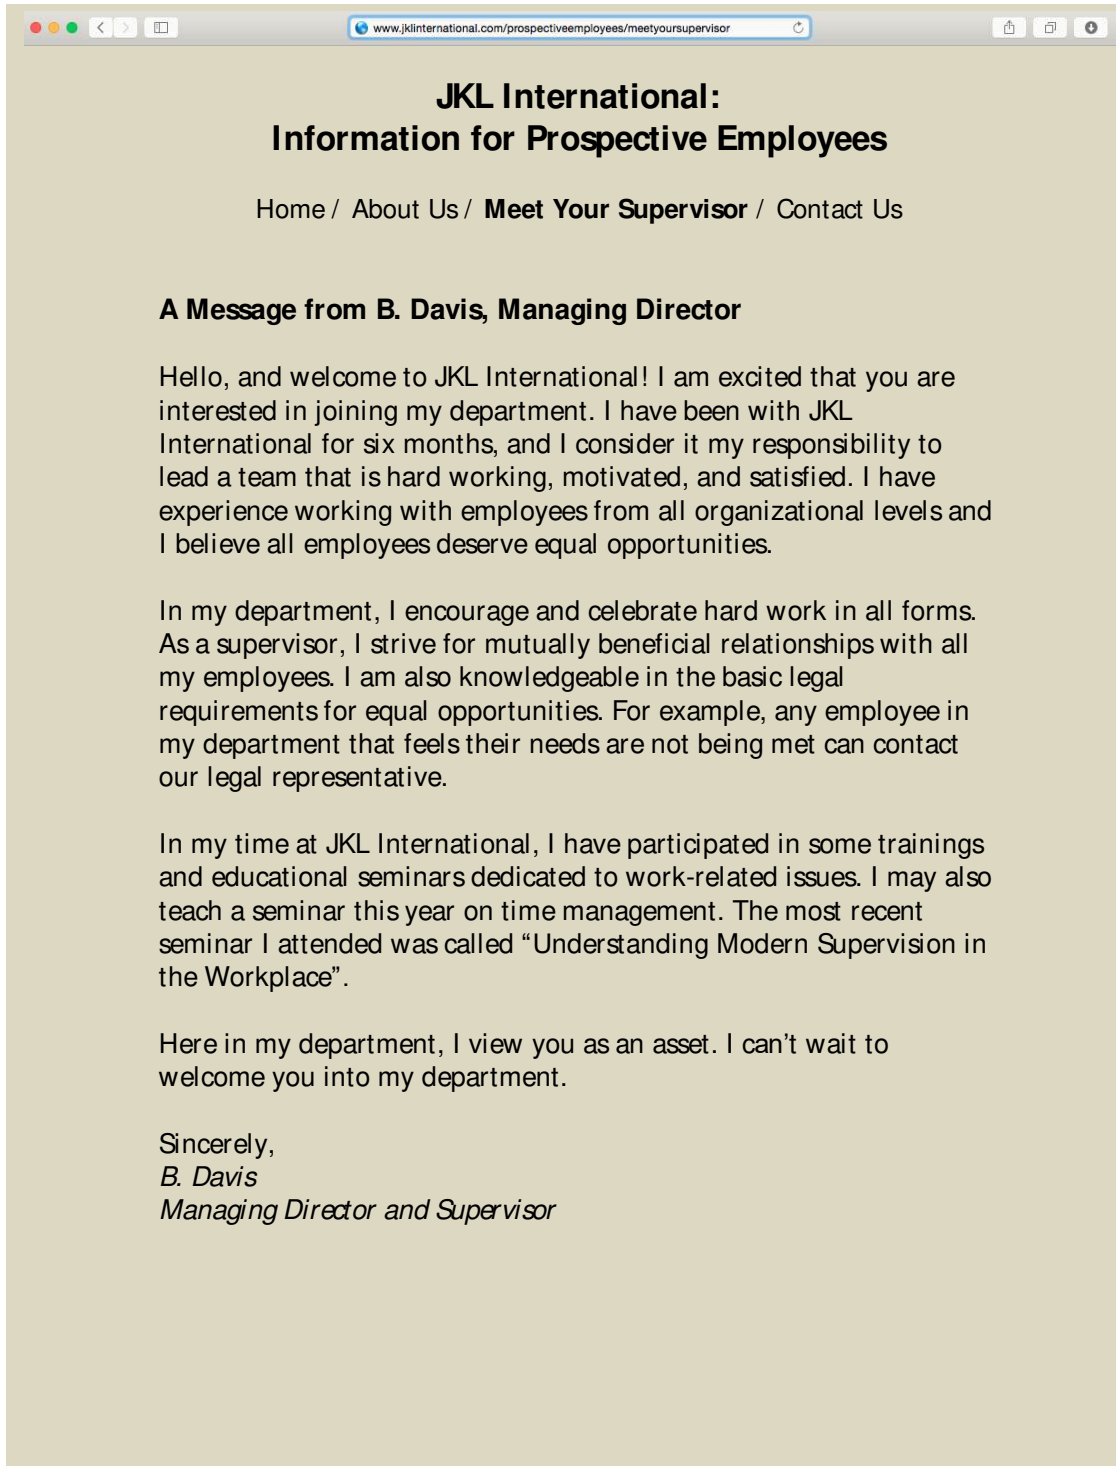 www.jklinternational.com/prospectiveemployees/meetyoursupervisor
JKL International:
Information for Prospective Employees
Home / About Us / Meet Your Supervisor / Contact Us
A Message from B. Davis, Managing Director
Hello, and welcome to JKL International! I am excited that you are
interested in joining my department. I have been with JKL
International for six months, and I consider it my responsibility to
lead a team that is hard working, motivated, and satisfied. I have
experience working with employees from all organizational levels and
I believe all employees deserve equal opportunities.
In my department, I encourage and celebrate hard work in all forms.
As a supervisor, I strive for mutually beneficial relationships with all
my employees. I am also knowledgeable in the basic legal
requirements for equal opportunities. For example, any employee in
my department that feels their needs are not being met can contact
our legal representative.
In my time at JKL International, I have participated in some trainings
and educational seminars dedicated to work-related issues. I may also
teach a seminar this year on time management. The most recent
seminar I attended was called “Understanding Modern Supervision in
the Workplace”.
Here in my department, I view you as an asset. I can’t wait to
welcome you into my department.
Sincerely,
B. Davis
Managing Director and Supervisor